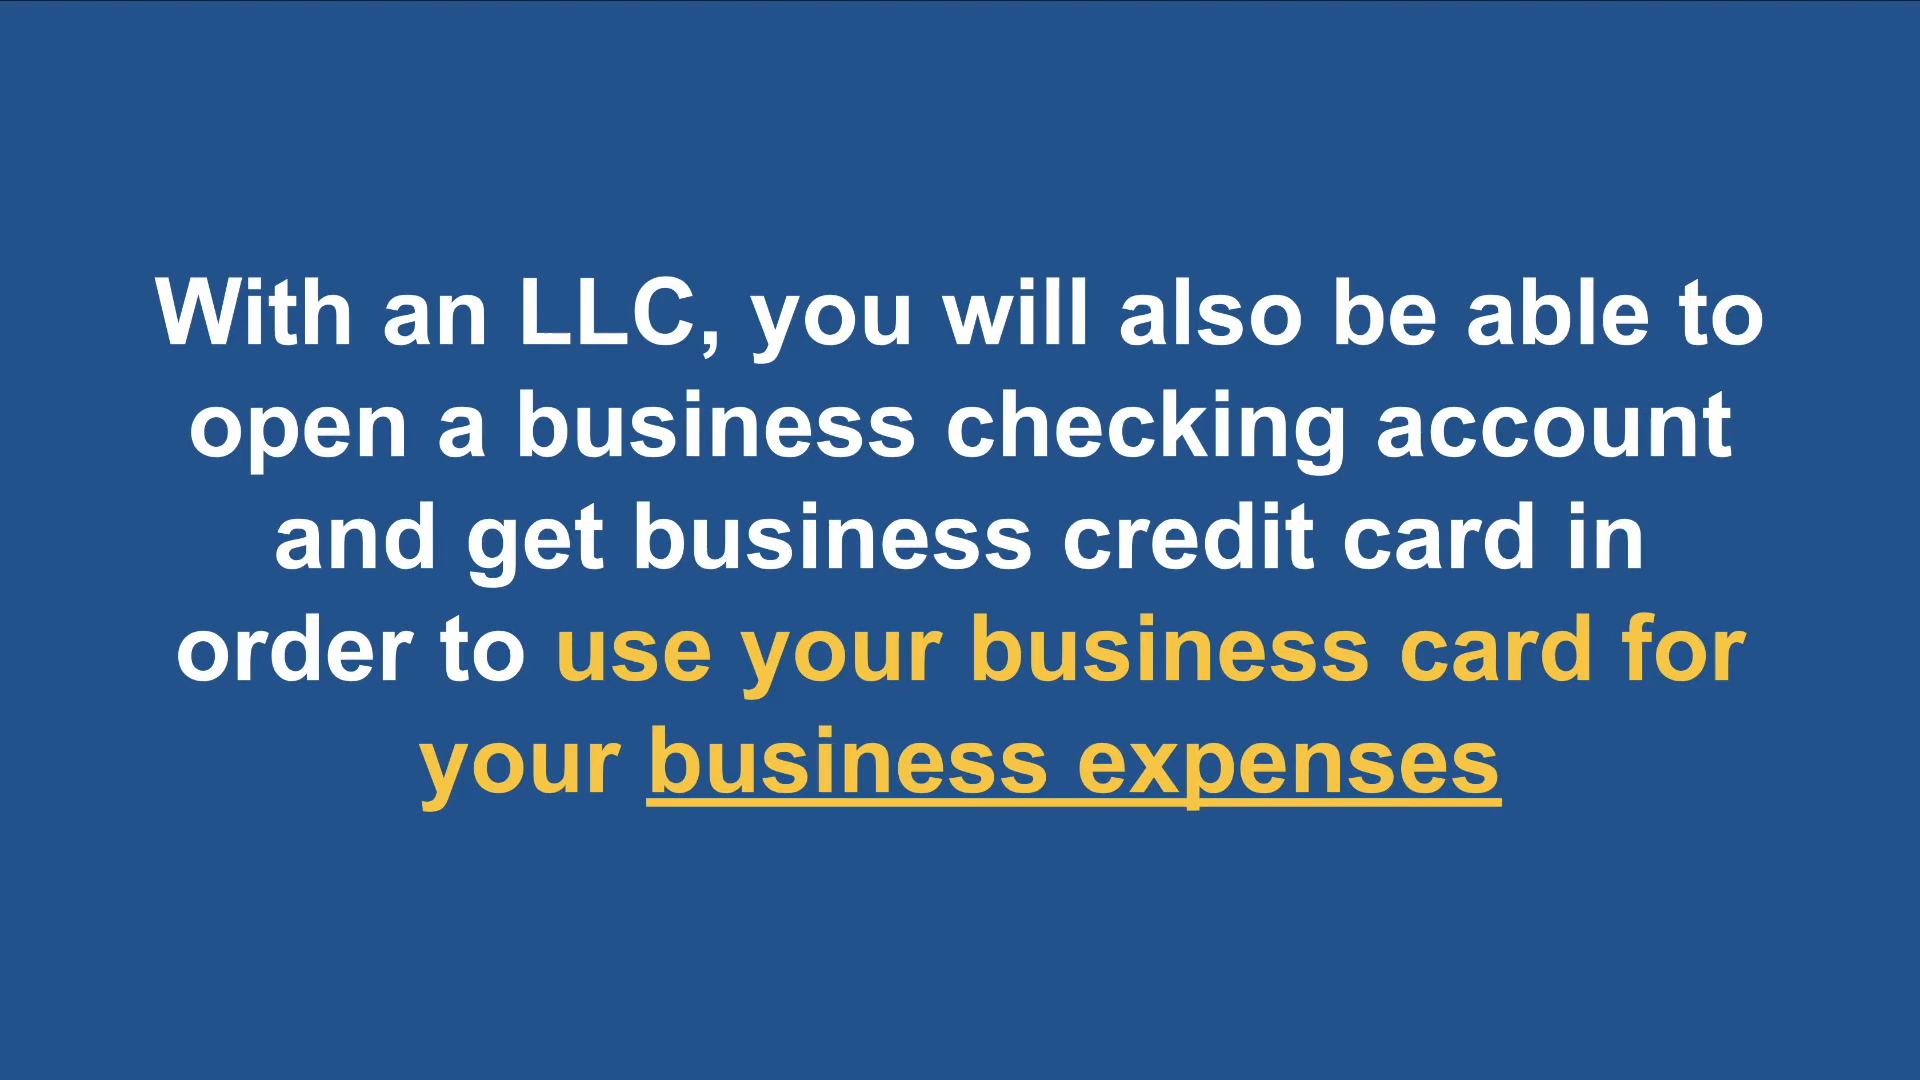 With an LLC, you will also be able to
open a business checking account
and get business credit card in
order to use your business card for
your business expenses